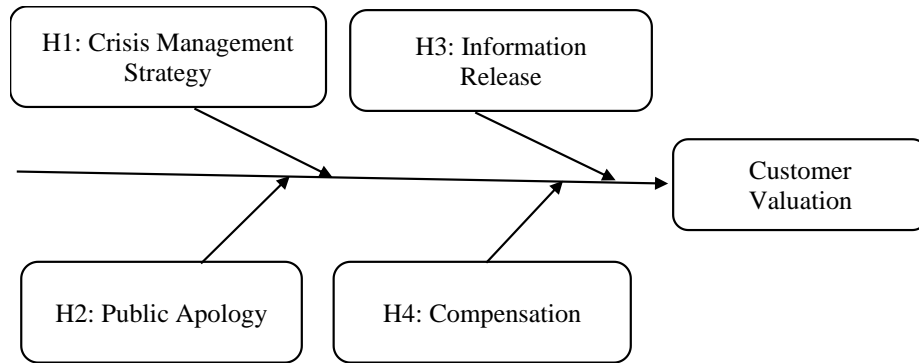 H1: Crisis Management
Strategy
H3: Information
Release
Customer
Valuation
H2: Public Apology
H4: Compensation